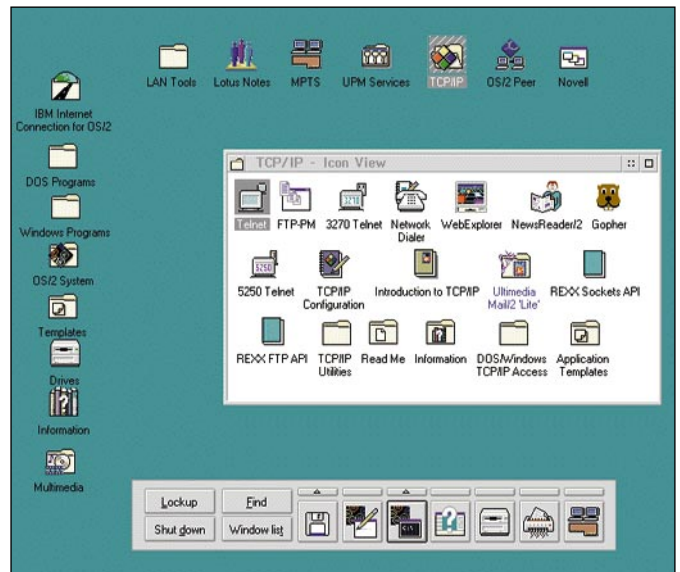 LAN Tools
Lotus Notes
MPTS
UPM Services
TCP/IP
OS/2 Peer
Novell
IBM Internet
Connection for OS/2
DOS Programs
Windows Programs
OS/2 System
Templates
Drives
Information
Multimedia
TCP/IP - Icon View
Telnet
FTP-PM
3270 Telnet
Network
Dialer
WebExplorer
NewsReader/2
Gopher
5250 Telnet
TCP/IP
Configuration
Introduction to TCP/IP
Ultimedia
Mail/2 'Lite'
REXX Sockets API
REXX FTP API
TCP/IP
Utilities
Read Me
Information
DOS/Windows
TCP/IP Access
Application
Templates
Lockup
Find
Shut down
Window list